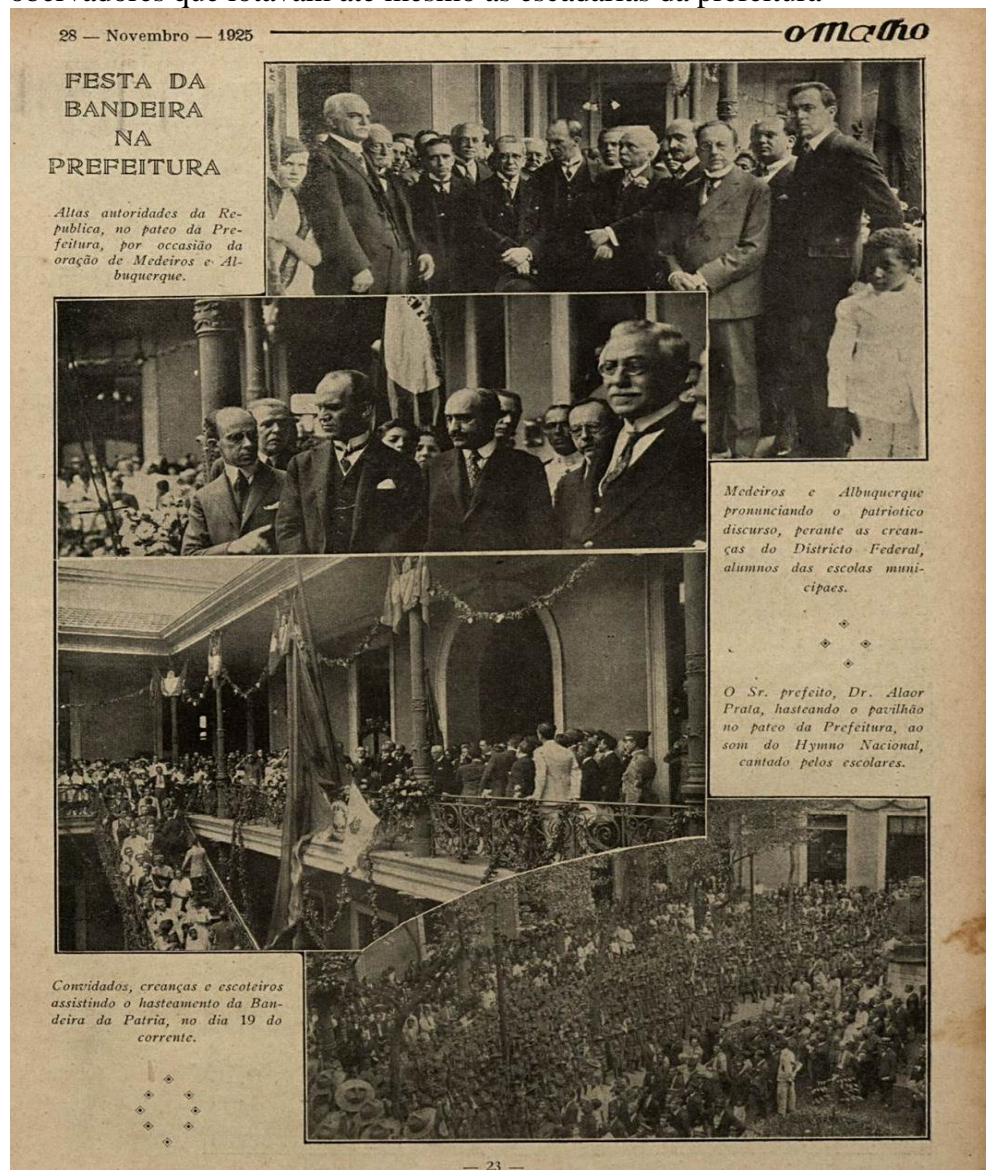 observadores que lotavam até mesmo as escadarias da prefeitura
28 — Novembro — 1925
O Malho
FESTA DA
BANDEIRA
NA
PREFEITURA
Altas autoridades da Re-
publica, no pateo da Pre-
feitura, por occasião da
oração de Medeiros e Al-
buquerque.
Medeiros e Albuquerque
pronunciando o patriotico
discurso, perante as crean-
ças do Districto Federal,
alumnos das escolas muni-
cipaes.
O Sr. prefeito, Dr. Alaor
Prata, hasteando o pavilhão
no pateo da Prefeitura, ao
som do Hymno Nacional,
cantado pelos escolares.
Convidados, creanças e escoteiros
assistindo o hasteamento da Ban-
deira da Patria, no dia 19 do
corrente.
— 23 —